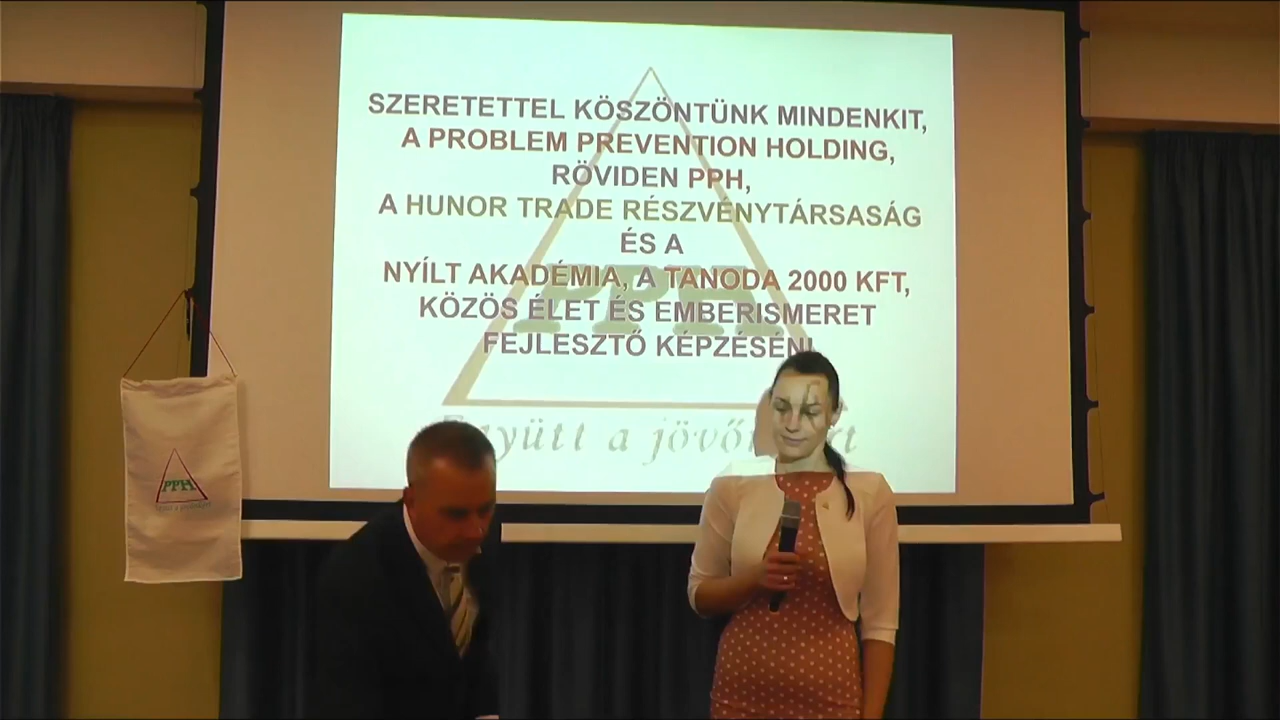 SZERETETTEL KÖSZÖNTÜNK MINDENKIT,
A PROBLEM PREVENTION HOLDING,
RÖVIDEN PPH,
A HUNOR TRADE RÉSZVÉNYTÁRSASÁG
ÉS A
NYÍLT AKADÉMIA, A TANODA 2000 KFT,
KÖZÖS ÉLET ÉS EMBERISMERET
FEJLESZTŐ KÉPZÉSÉN!
PPH
a
PPH